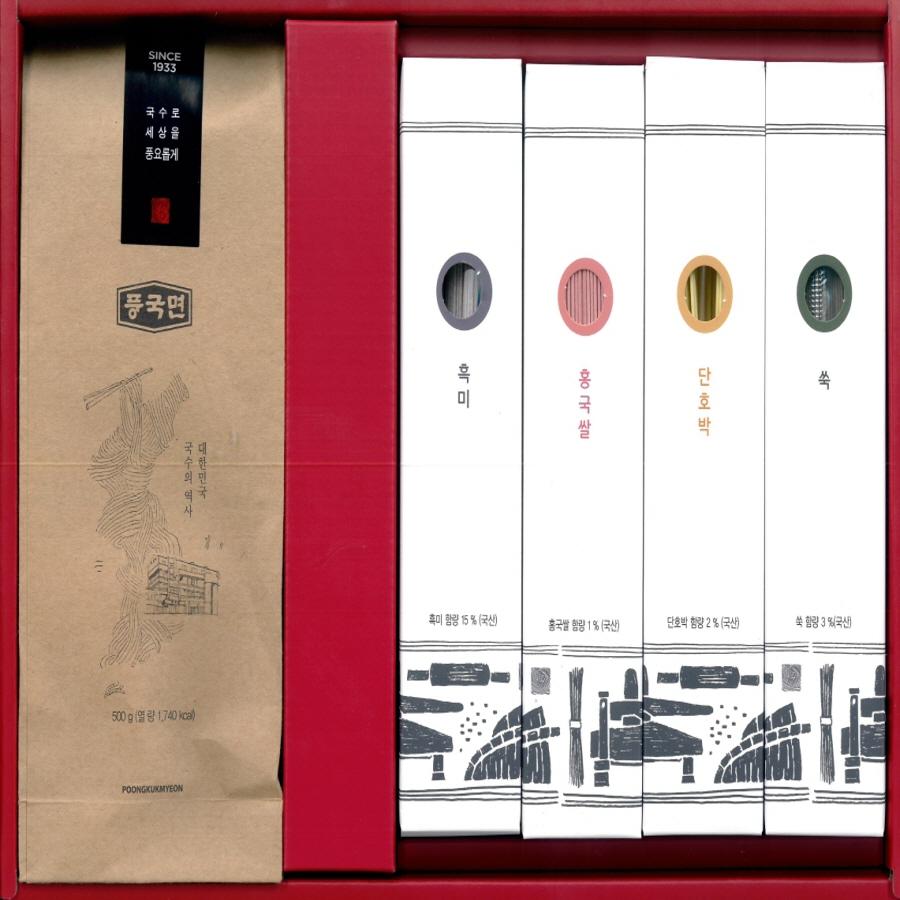 SINCE
1933
국수로
세상을
풍요롭게
풍국면
대한민국
국수의 역사
500 g (열량 1,740 kcal)
POONGKUKMYEON
흑미
흑미 함량 15 % (국산)
홍국쌀
홍국쌀 함량 1 % (국산)
단호박
단호박 함량 2 % (국산)
쑥
쑥 함량 3 %(국산)